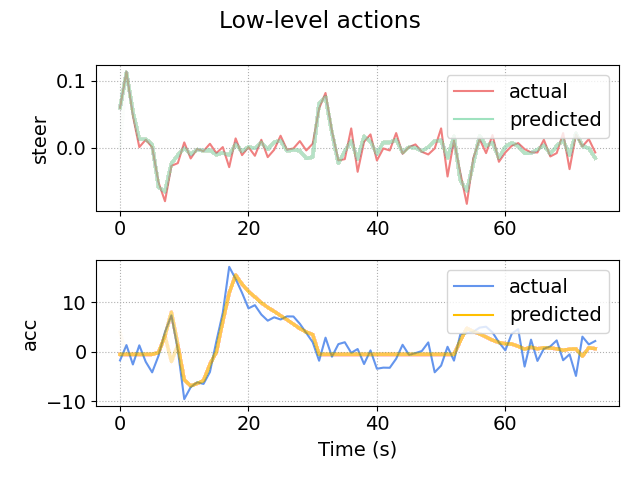 Low-level actions
0.1
0.0
steer
0 20 40 60
actual
predicted
10
0
−10
acc
0 20 40 60
actual
predicted
Time (s)